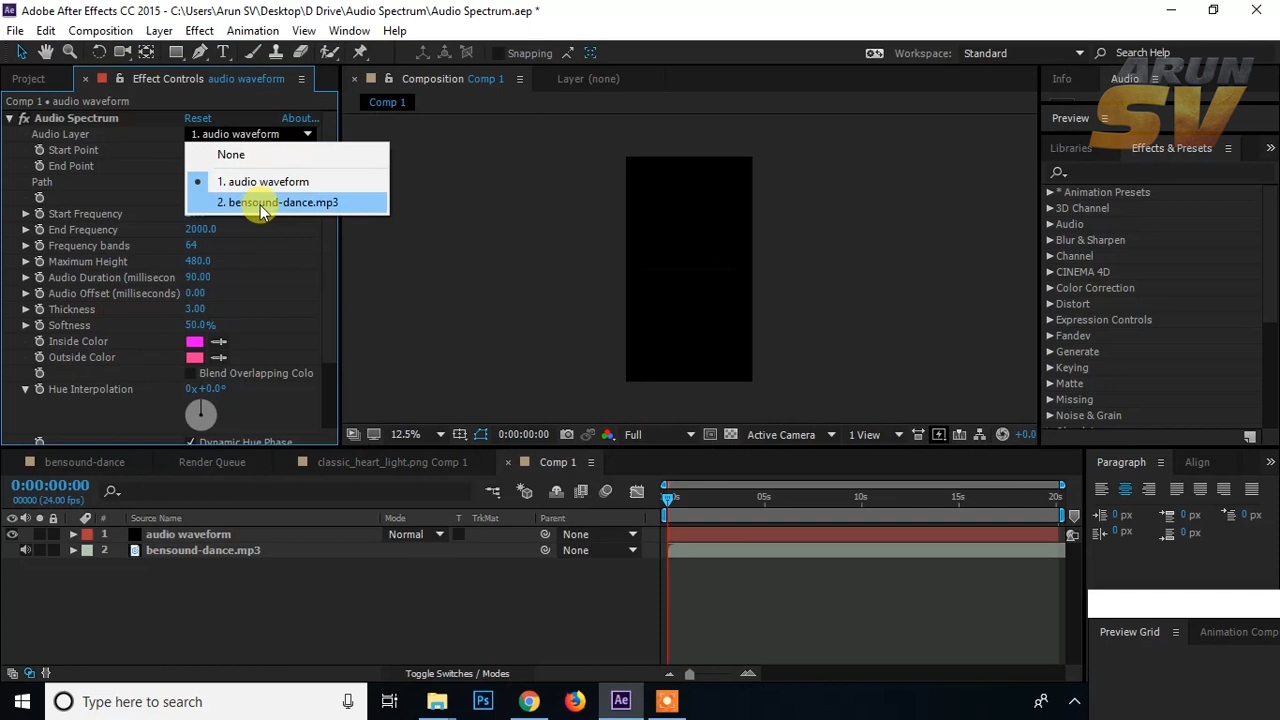 Adobe After Effects CC 2015 - C:\Users\Arun SV\Desktop\D Drive\Audio Spectrum\Audio Spectrum.aep *
File Edit Composition Layer Effect Animation View Window Help
Snapping Workspace: Standard Search Help
Project Effect Controls audio waveform Composition Comp 1 Layer (none) Info Audio
ARUN SV
Comp 1 • audio waveform
Comp 1
Preview
Audio Spectrum Reset About...
Audio Layer 1. audio waveform
Start Point
End Point
Path
None
1. audio waveform
2. bensound-dance.mp3
Start Frequency
End Frequency 2000.0
Frequency bands 64
Maximum Height 480.0
Audio Duration (millisecon 90.00
Audio Offset (milliseconds) 0.00
Thickness 3.00
Softness 50.0%
Inside Color
Outside Color
Blend Overlapping Colo
Hue Interpolation 0x+0.0°
Dynamic Hue Phase
12.5% 0:00:00:00 Full Active Camera 1 View +0.0
Libraries Effects & Presets
* Animation Presets
3D Channel
Audio
Blur & Sharpen
Channel
CINEMA 4D
Color Correction
Distort
Expression Controls
Fandev
Generate
Keying
Matte
Missing
Noise & Grain
bensound-dance Render Queue classic_heart_light.png Comp 1 Comp 1
0:00:00:00
00000 (24.00 fps)
# Source Name Mode T TrkMat Parent
1 audio waveform Normal None
2 bensound-dance.mp3 None
05s 10s 15s 20s
Toggle Switches / Modes
Paragraph Align
0 px 0 px 0 px
0 px 0 px
Preview Grid Animation Comp
Type here to search